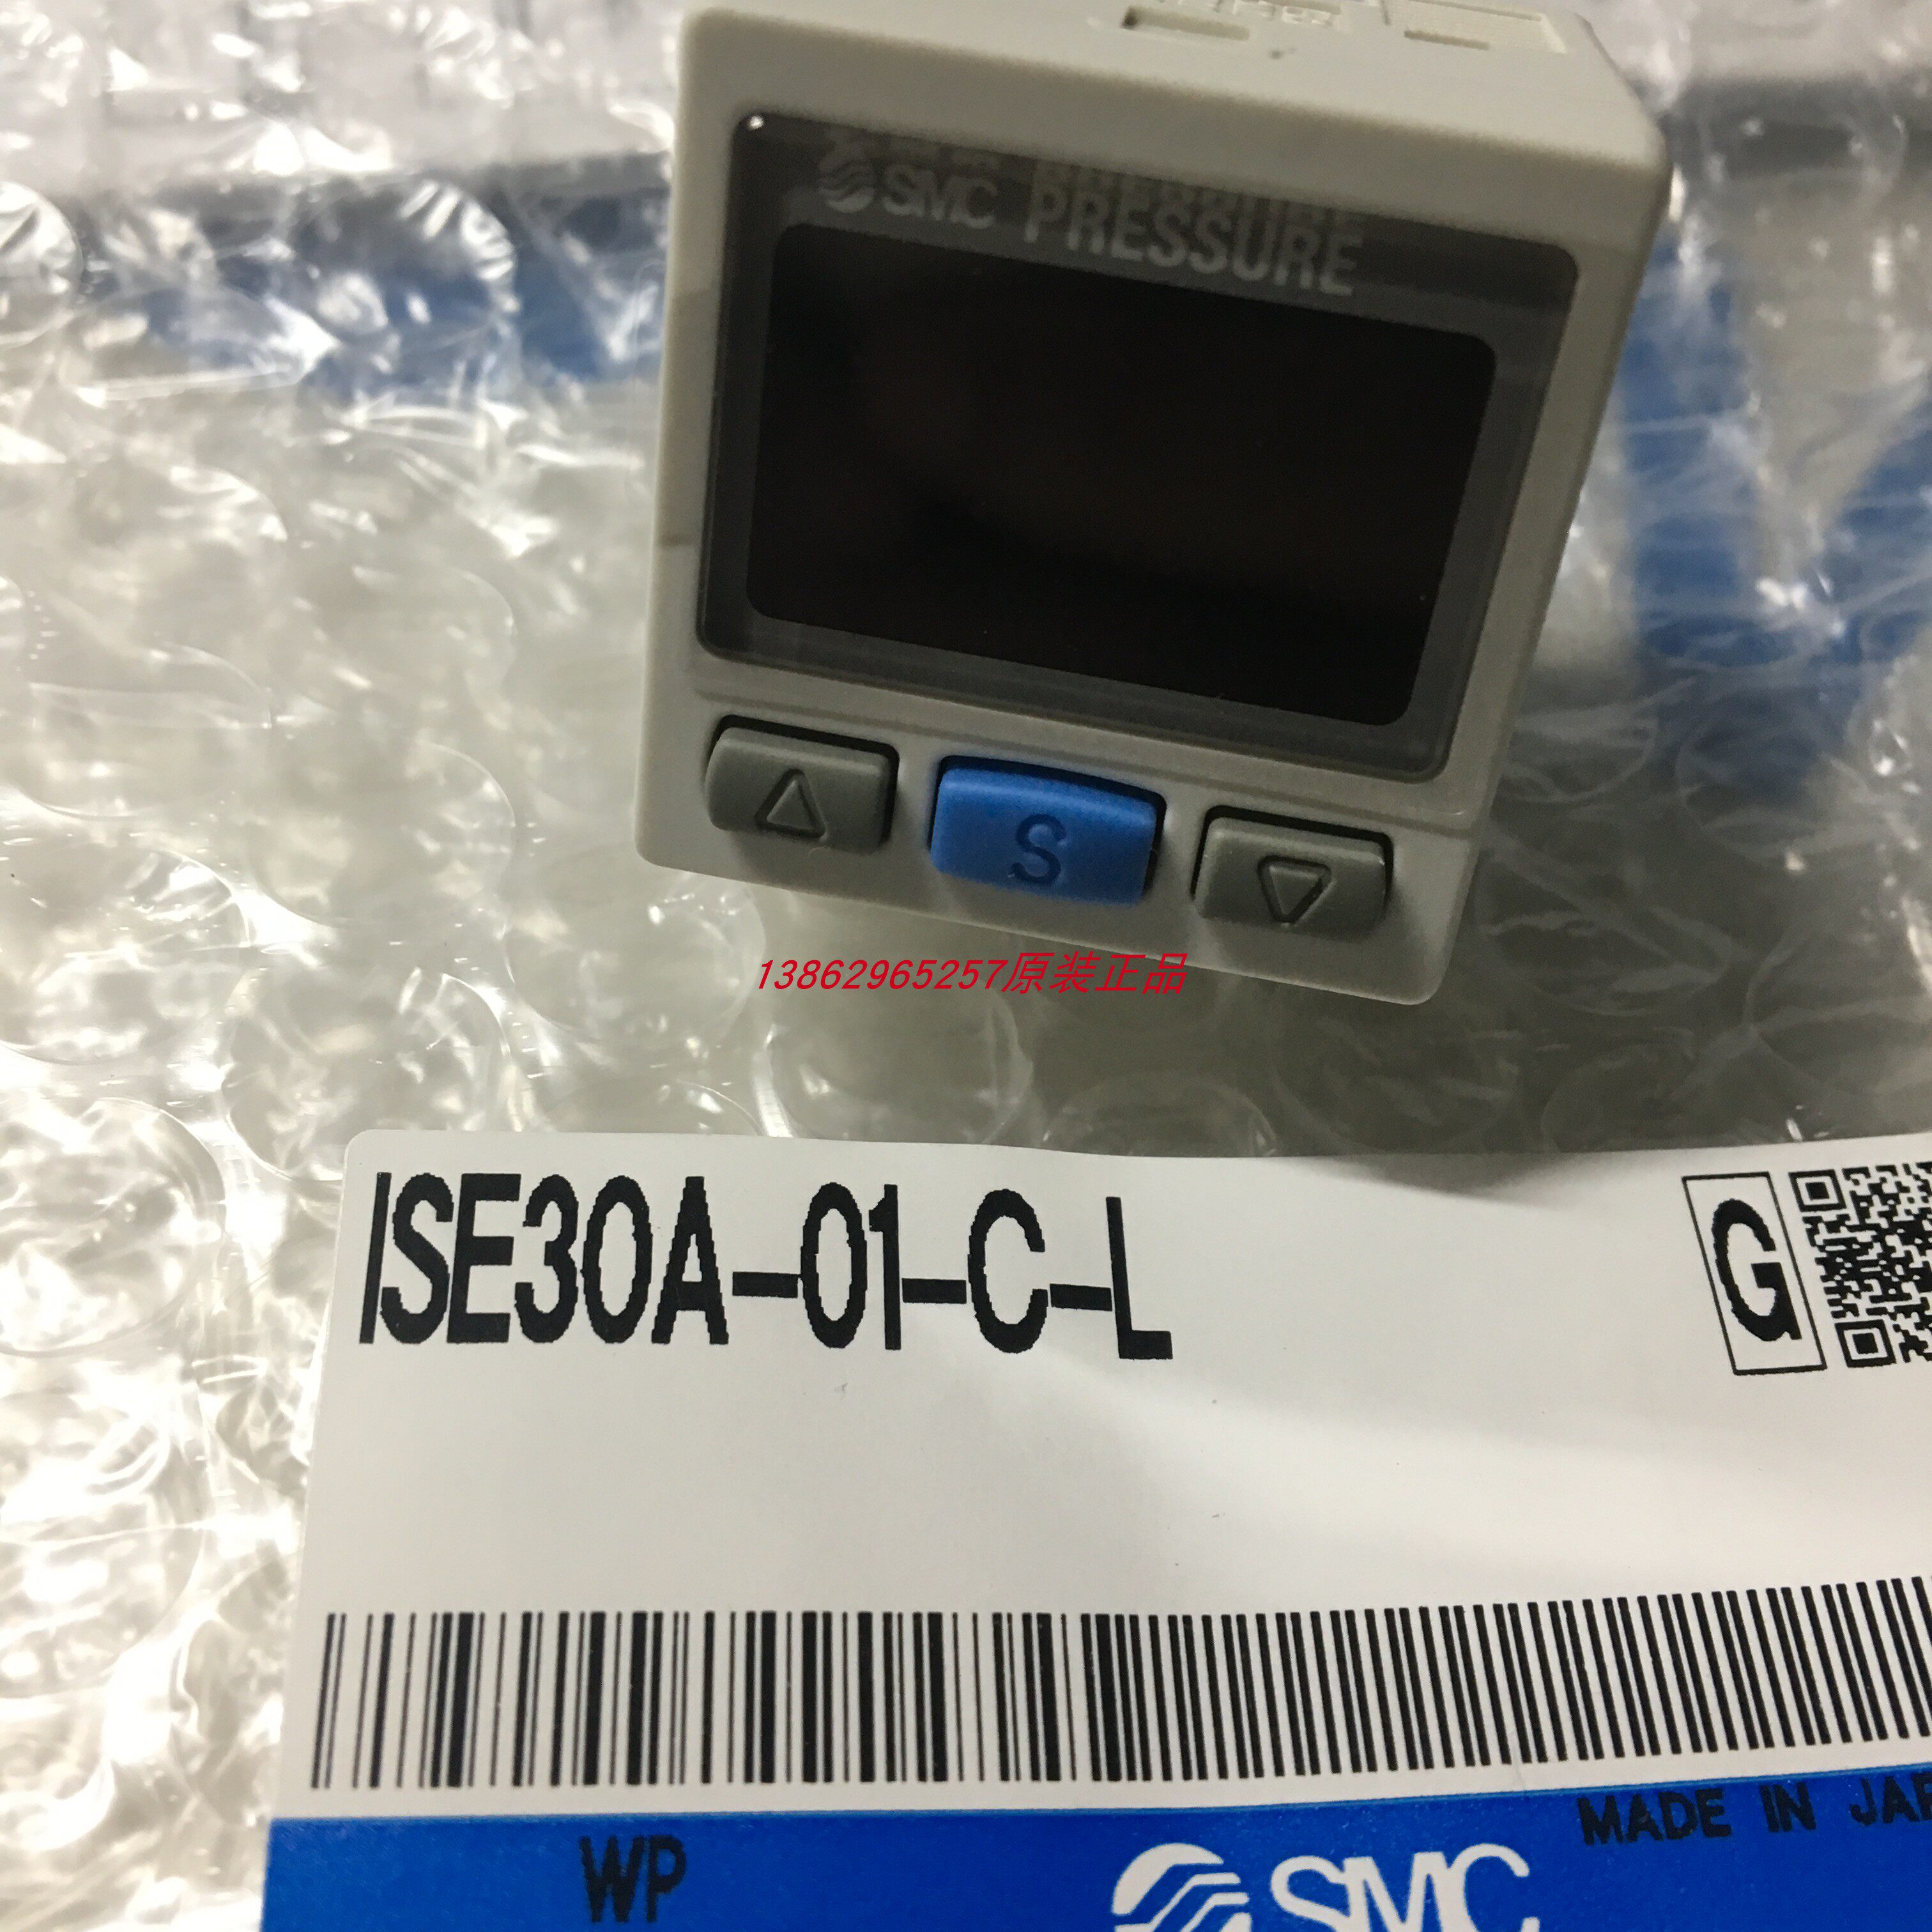 SMC PRESSURE
S
13862965257原装正品
ISE30A-01-C-L
G
MADE IN JAP
WP
SMC